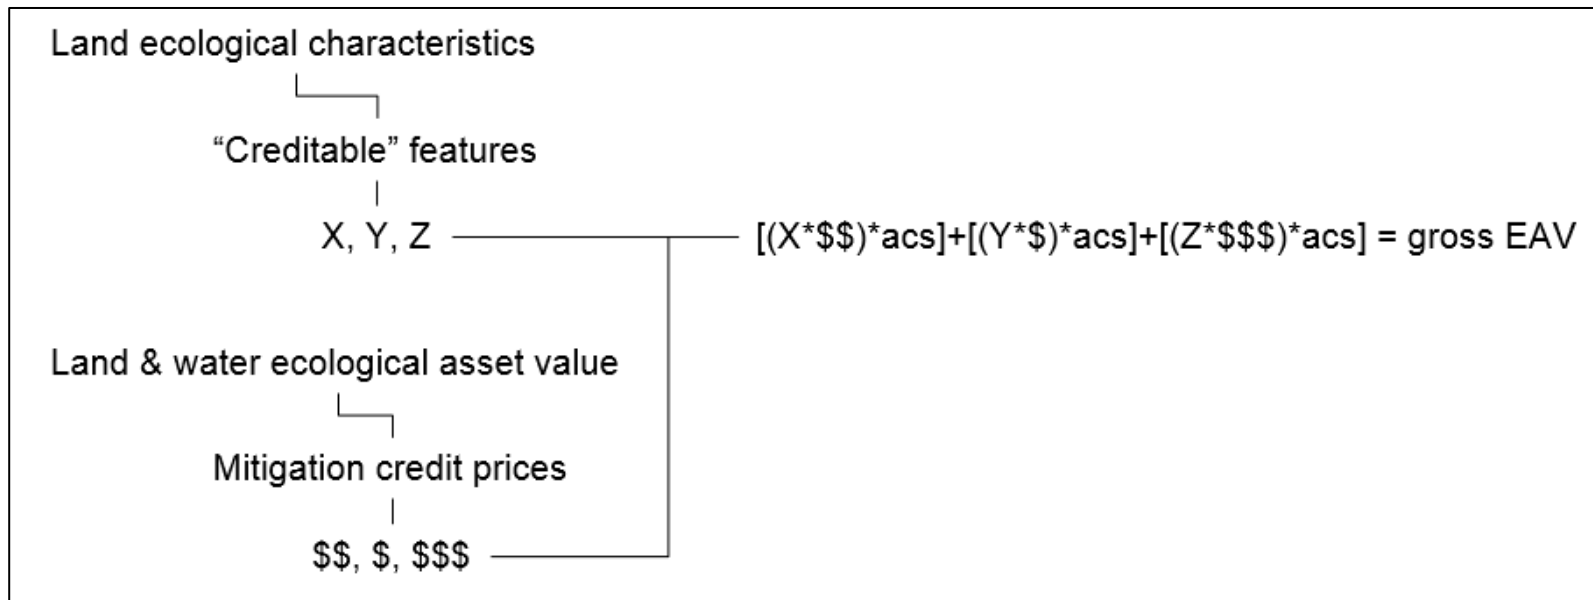 Land ecological characteristics
“Creditable” features
X, Y, Z
[(X*$$)*acs]+[(Y*$)*acs]+[(Z*$$$)*acs] = gross EAV
Land & water ecological asset value
Mitigation credit prices
$$, $, $$$